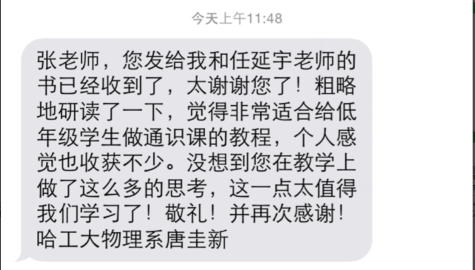 今天上午11:48
张老师，您发给我和任延宇老师的
书已经收到了，太谢谢您了！粗略
地研读了一下，觉得非常适合给低
年级学生做通识课的教程，个人感
觉也收获不少。没想到您在教学上
做了这么多的思考，这一点太值得
我们学习了！敬礼！并再次感谢！
哈工大物理系唐圭新